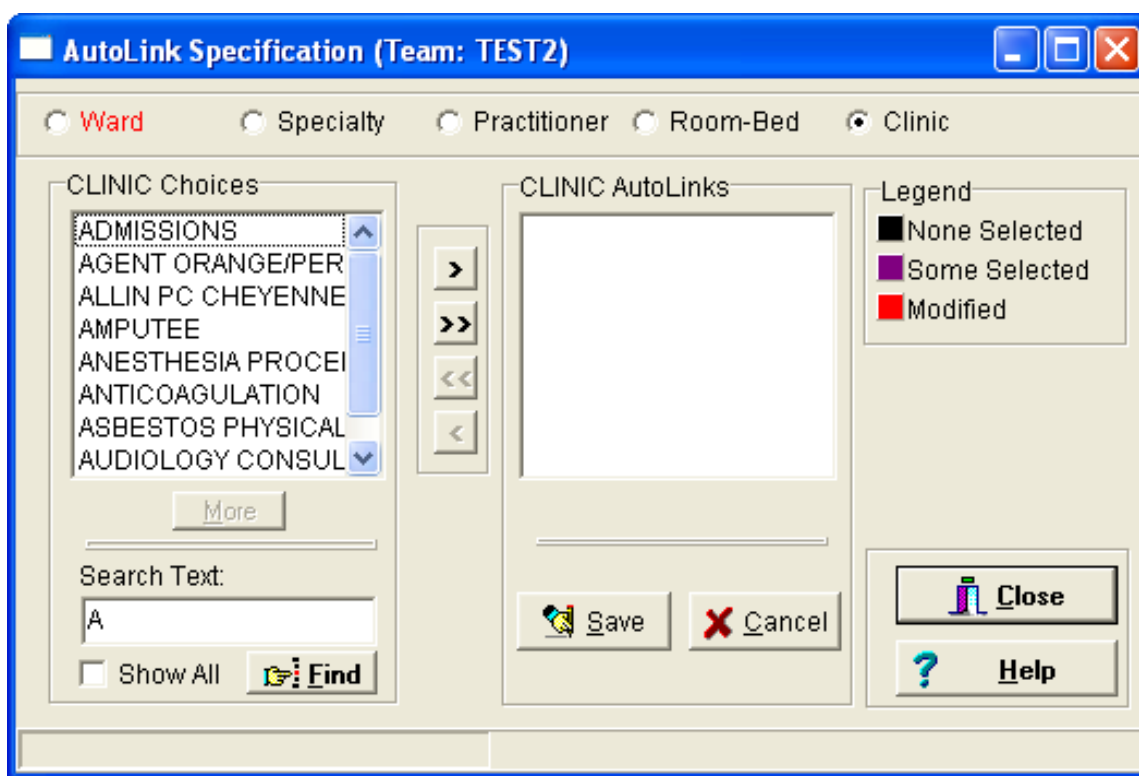 AutoLink Specification (Team: TEST2)
Ward Specialty Practitioner Room-Bed Clinic
CLINIC Choices
ADMISSIONS
AGENT ORANGE/PER
ALLIN PC CHEYENNE
AMPUTEE
ANESTHESIA PROCEI
ANTICOAGULATION
ASBESTOS PHYSICAL
AUDIOLOGY CONSUL
More
Search Text:
A
Show All Find
>
>>
<<
<
CLINIC AutoLinks
Save Cancel
Legend
None Selected
Some Selected
Modified
Close
? Help